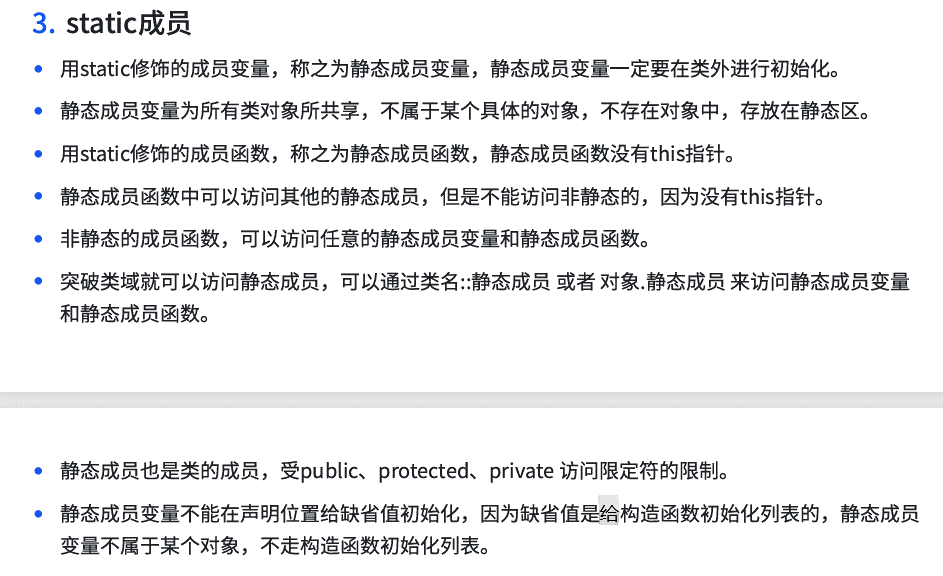 3. static成员
• 用static修饰的成员变量，称之为静态成员变量，静态成员变量一定要在类外进行初始化。
• 静态成员变量为所有类对象所共享，不属于某个具体的对象，不存在对象中，存放在静态区。
• 用static修饰的成员函数，称之为静态成员函数，静态成员函数没有this指针。
• 静态成员函数中可以访问其他的静态成员，但是不能访问非静态的，因为没有this指针。
• 非静态的成员函数，可以访问任意的静态成员变量和静态成员函数。
• 突破类域就可以访问静态成员，可以通过类名::静态成员 或者 对象.静态成员 来访问静态成员变量
和静态成员函数。
• 静态成员也是类的成员，受public、protected、private 访问限定符的限制。
• 静态成员变量不能在声明位置给缺省值初始化，因为缺省值是给构造函数初始化列表的，静态成员
变量不属于某个对象，不走构造函数初始化列表。